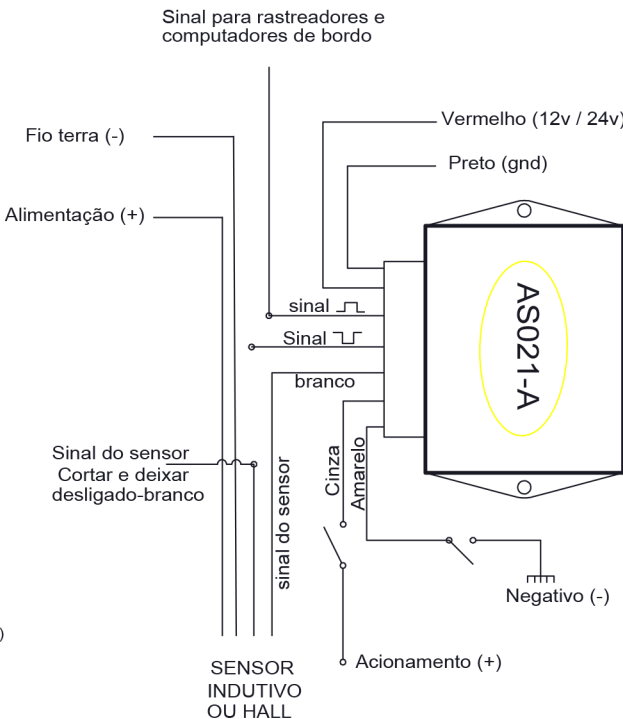 Sinal para rastreadores e
computadores de bordo
Vermelho (12v / 24v)
Fio terra (-)
Preto (gnd)
Alimentação (+)
sinal
Sinal
branco
AS021-A
Sinal do sensor
Cortar e deixar
desligado-branco
sinal do sensor
Cinza
Amarelo
Negativo (-)
)
SENSOR
INDUTIVO
OU HALL
Acionamento (+)